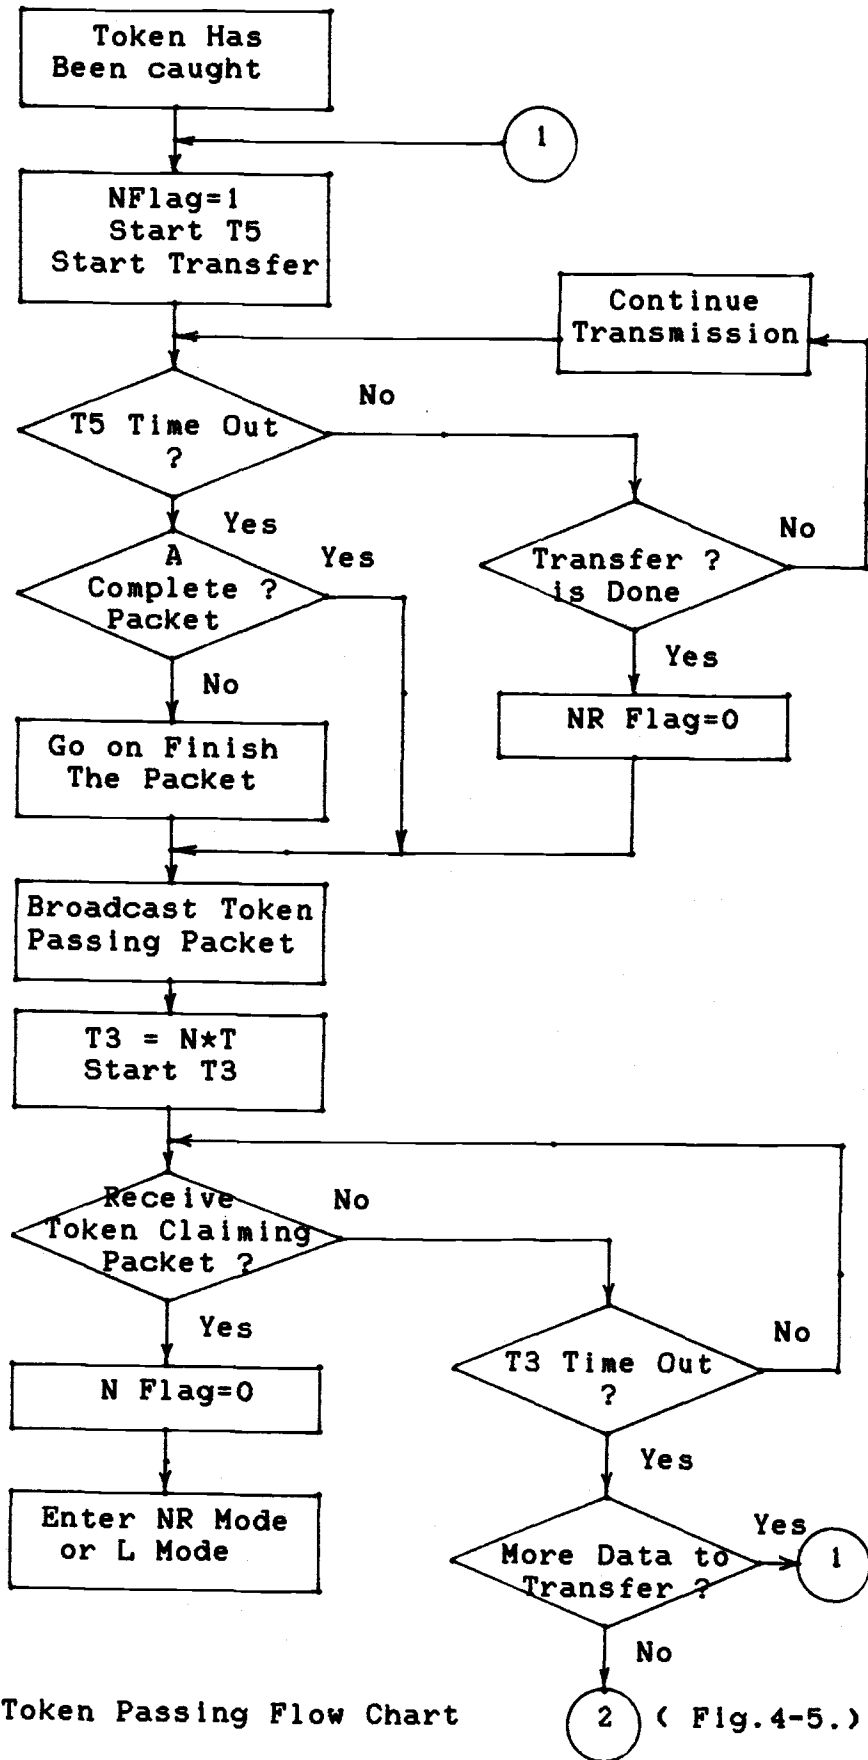 Token Has
Been caught
1
NFlag=1
Start T5
Start Transfer
Continue
Transmission
No
T5 Time Out
?
Yes
No
A
Complete ?
Packet
Yes
Transfer ?
is Done
No
Yes
Go on Finish
The Packet
NR Flag=0
Broadcast Token
Passing Packet
T3 = N*T
Start T3
Receive
Token Claiming
Packet ?
No
Yes
T3 Time Out
?
No
N Flag=0
Yes
Enter NR Mode
or L Mode
More Data to
Transfer ?
Yes
1
No
Token Passing Flow Chart
2 ( Fig.4-5.)